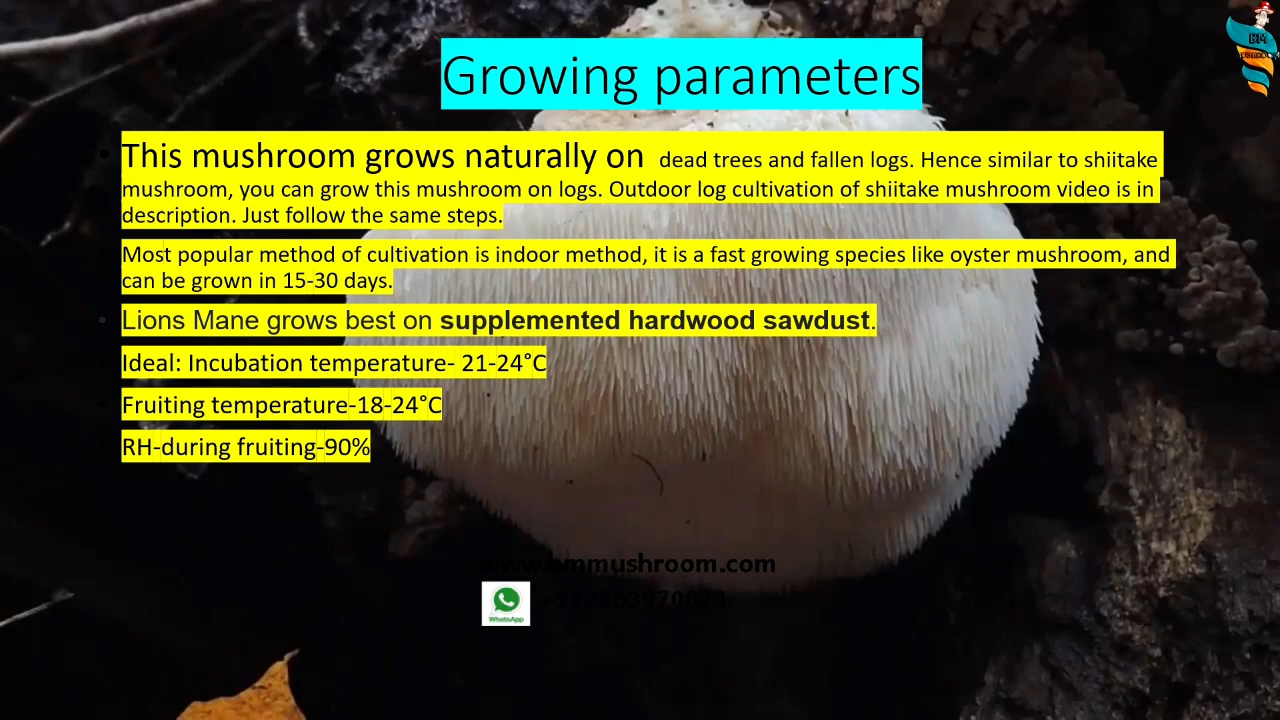 Growing parameters
This mushroom grows naturally on dead trees and fallen logs. Hence similar to shiitake
mushroom, you can grow this mushroom on logs. Outdoor log cultivation of shiitake mushroom video is in
description. Just follow the same steps.
Most popular method of cultivation is indoor method, it is a fast growing species like oyster mushroom, and
can be grown in 15-30 days.
Lions Mane grows best on supplemented hardwood sawdust.
Ideal: Incubation temperature- 21-24°C
Fruiting temperature-18-24°C
RH-during fruiting-90%
www.bmmushroom.com
WhatsApp
BM